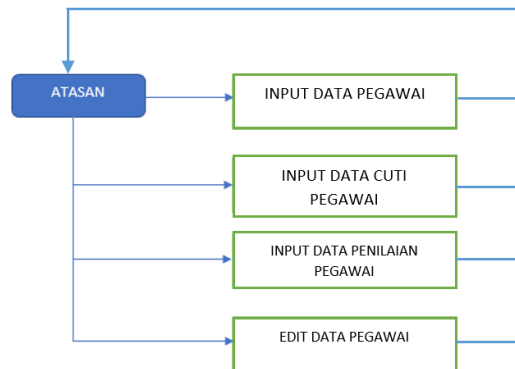 ATASAN
INPUT DATA PEGAWAI
INPUT DATA CUTI
PEGAWAI
INPUT DATA PENILAIAN
PEGAWAI
EDIT DATA PEGAWAI